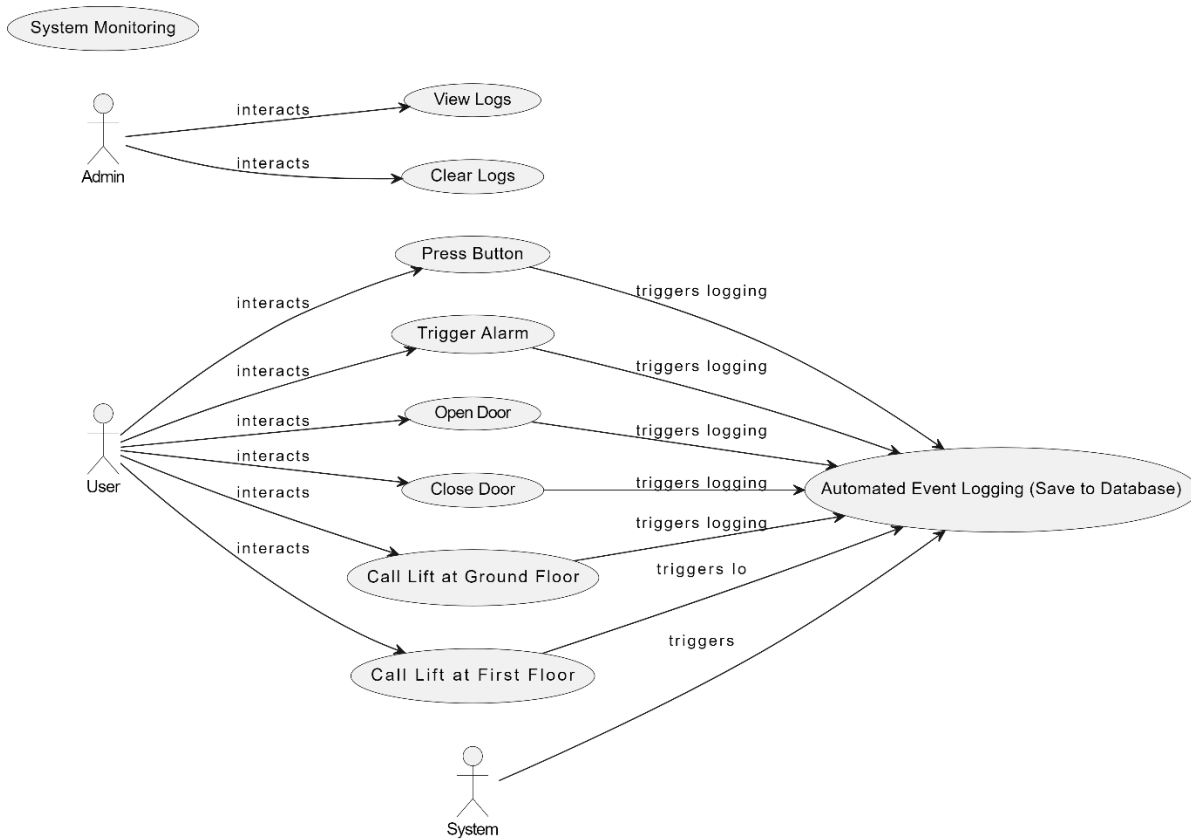 System Monitoring
interacts
View Logs
Admin
interacts
Clear Logs
Press Button
interacts
triggers logging
Trigger Alarm
interacts
triggers logging
Open Door
interacts
triggers logging
User
interacts
Close Door
triggers logging
Automated Event Logging (Save to Database)
interacts
triggers logging
Call Lift at Ground Floor
interacts
triggers lo
Call Lift at First Floor
triggers
System